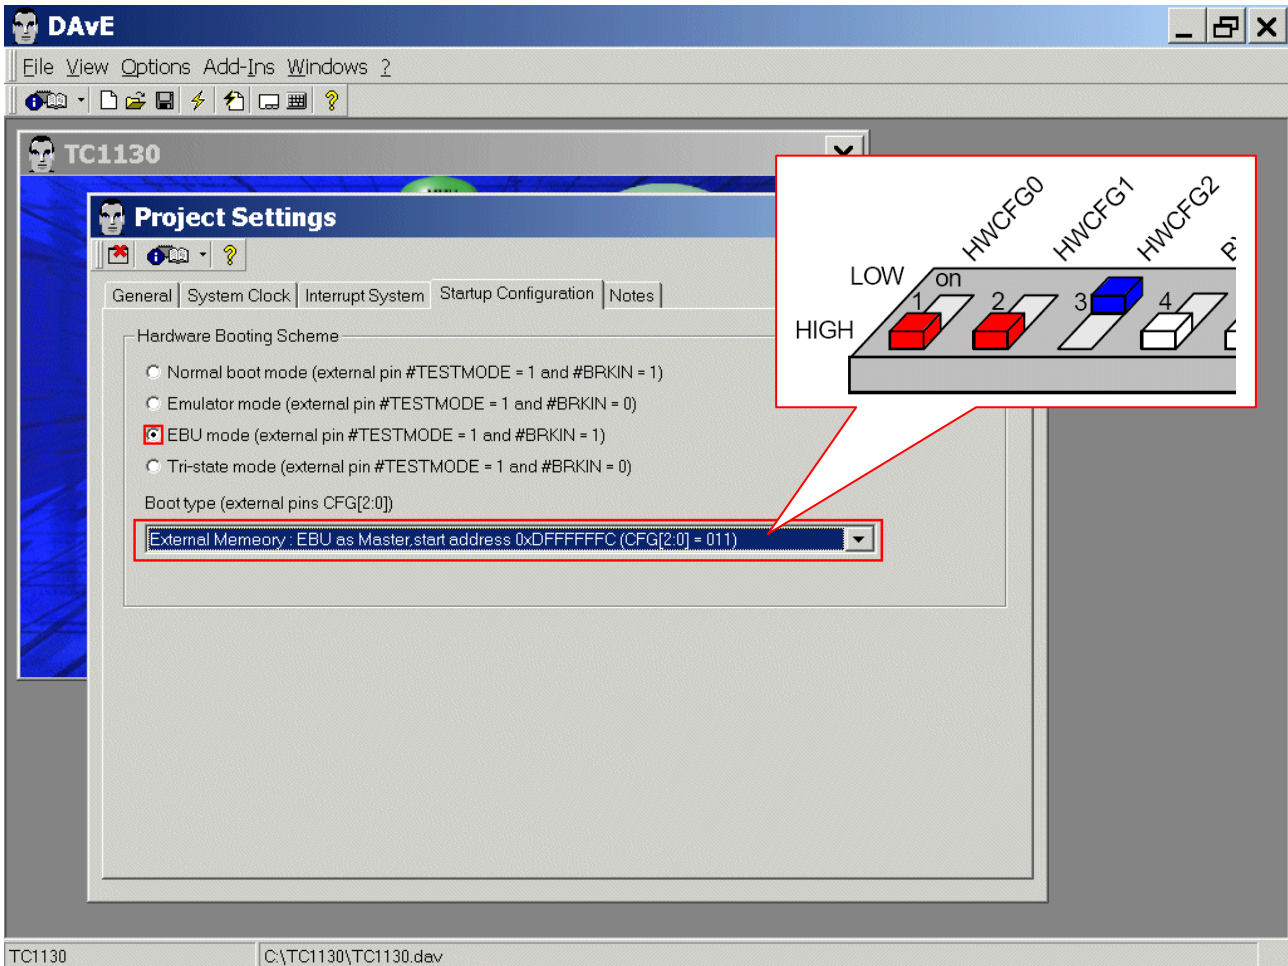 DAvE
File View Options Add-Ins Windows ?
TC1130
Project Settings
General System Clock Interrupt System Startup Configuration Notes
Hardware Booting Scheme
Normal boot mode (external pin #TESTMODE = 1 and #BRKIN = 1)
Emulator mode (external pin #TESTMODE = 1 and #BRKIN = 0)
EBU mode (external pin #TESTMODE = 1 and #BRKIN = 1)
Tri-state mode (external pin #TESTMODE = 1 and #BRKIN = 0)
Boot type (external pins CFG[2:0])
External Memeory : EBU as Master,start address 0xDFFFFFFC (CFG[2:0] = 011)
HWCFG0 HWCFG1 HWCFG2
LOW on
1 2 3 4
HIGH
TC1130 C:\TC1130\TC1130.dav